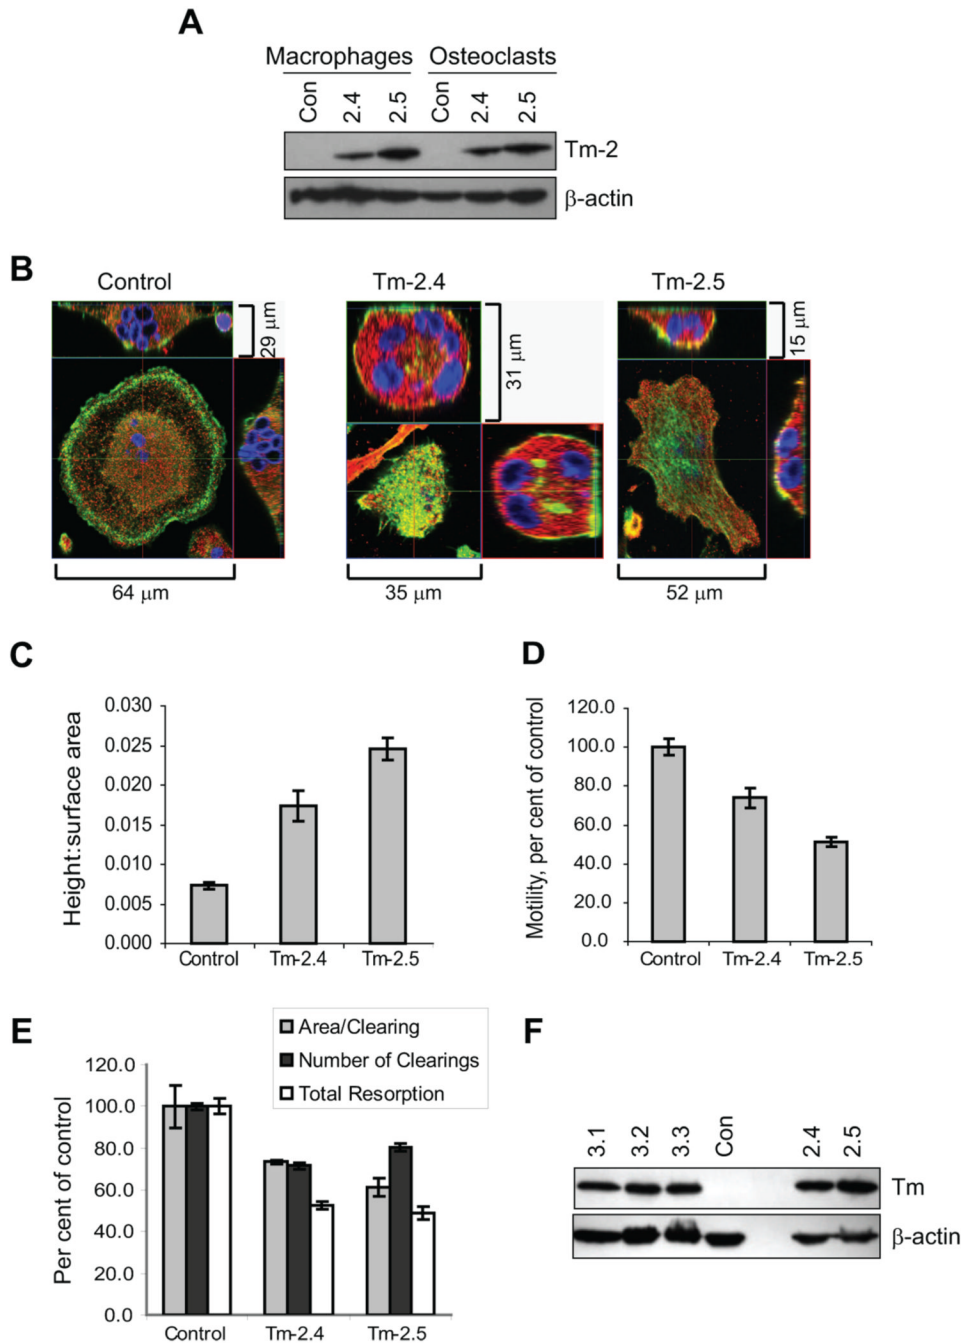 A
Macrophages Osteoclasts
Con 2.4 2.5 Con 2.4 2.5
Tm-2
β-actin
B
Control Tm-2.4 Tm-2.5
29 μm
31 μm
15 μm
64 μm 35 μm 52 μm
C
Height:surface area
0.030
0.025
0.020
0.015
0.010
0.005
0.000
Control Tm-2.4 Tm-2.5
D
Motility, per cent of control
120.0
100.0
80.0
60.0
40.0
20.0
0.0
Control Tm-2.4 Tm-2.5
E
Area/Clearing
Number of Clearings
Total Resorption
Per cent of control
120.0
100.0
80.0
60.0
40.0
20.0
0.0
Control Tm-2.4 Tm-2.5
F
3.1 3.2 3.3 Con 2.4 2.5
Tm
β-actin